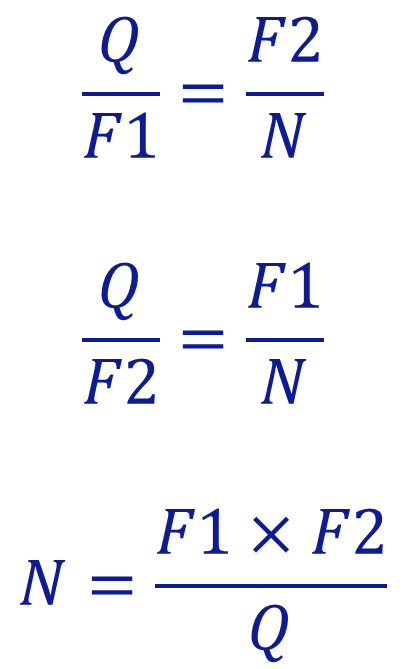 Q/F1 = F2/N
Q/F2 = F1/N
N = F1 × F2/Q